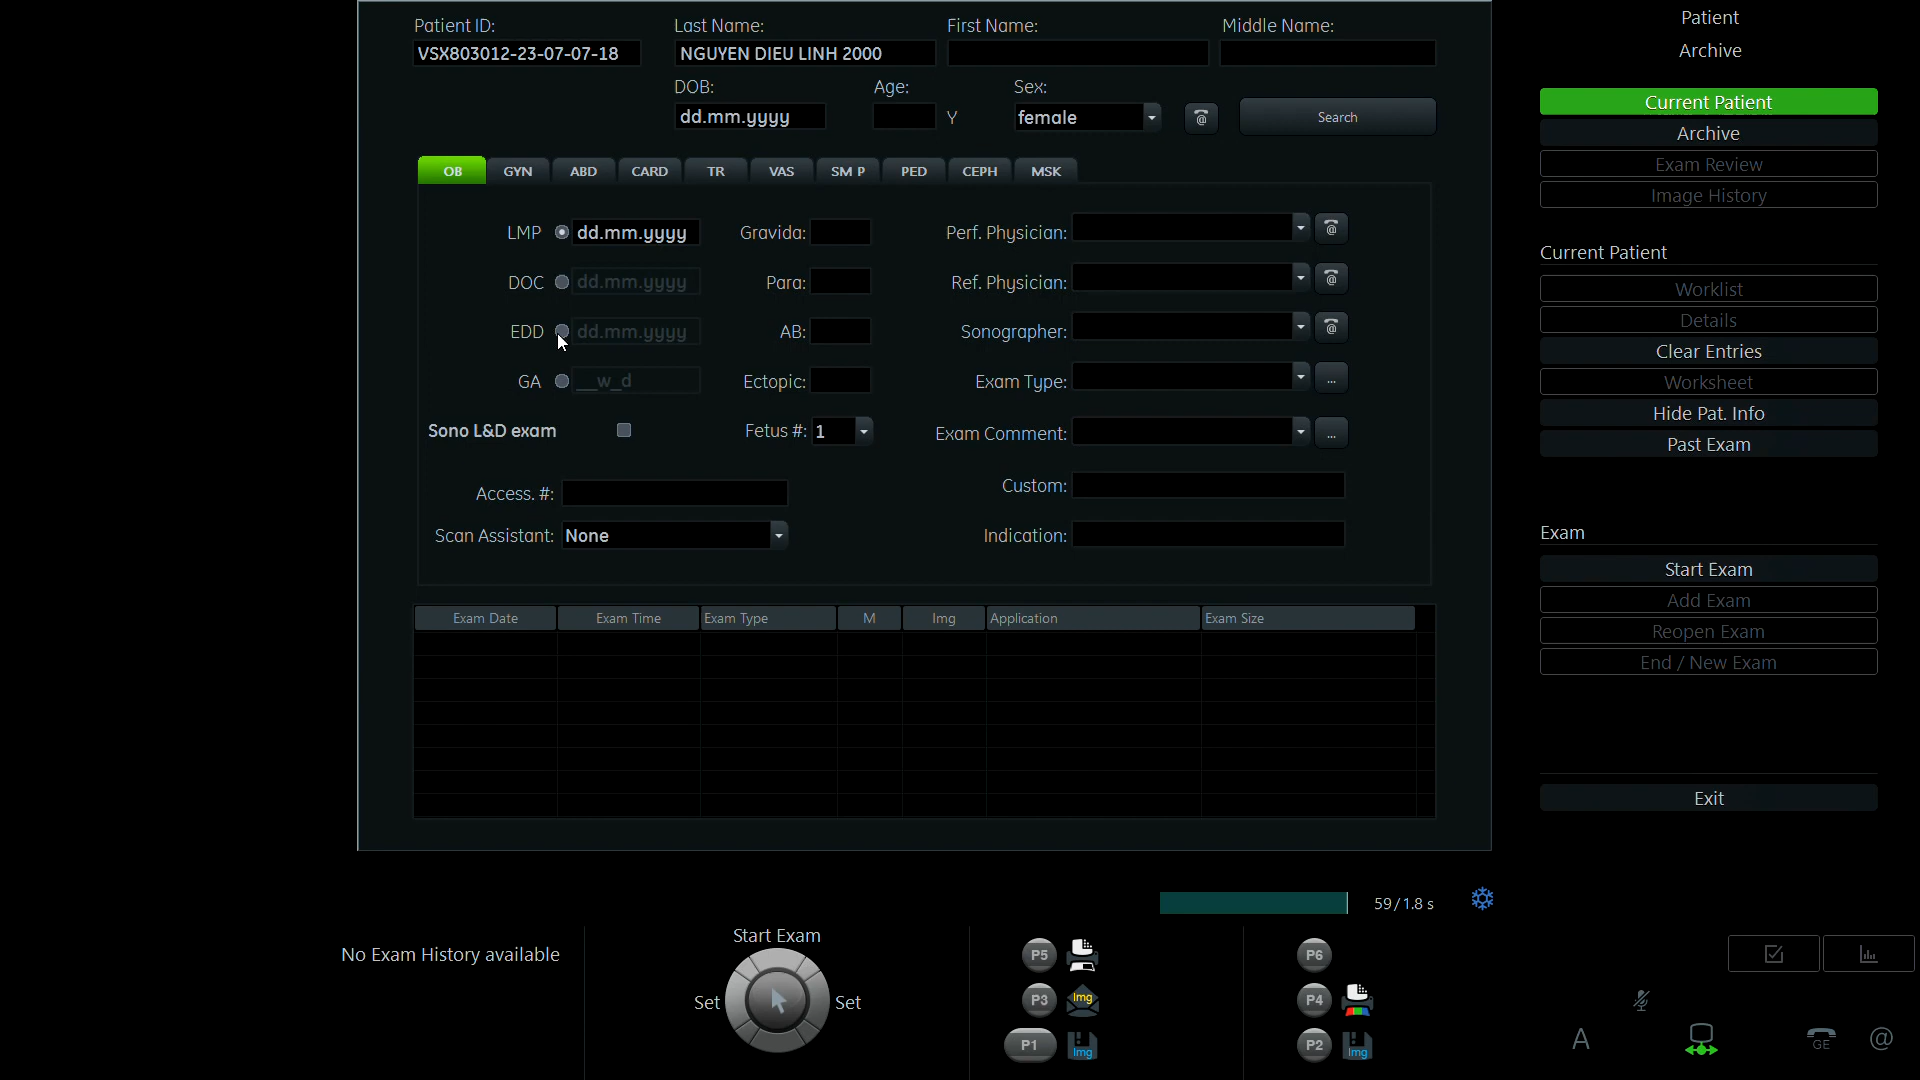 Patient ID: Last Name: First Name: Middle Name:
VSX803012-23-07-07-18 NGUYEN DIEU LINH 2000
DOB: Age: Sex:
dd.mm.yyyy Y female Search
OB GYN ABD CARD TR VAS SM P PED CEPH MSK
LMP dd.mm.yyyy Gravida: Perf. Physician:
DOC dd.mm.yyyy Para: Ref. Physician:
EDD dd.mm.yyyy AB: Sonographer:
GA __w_d Ectopic: Exam Type: ...
Sono L&D exam Fetus #: 1 Exam Comment: ...
Access. #: Custom:
Scan Assistant: None Indication:
Exam Date Exam Time Exam Type M Img Application Exam Size
Patient
Archive
Current Patient
Archive
Exam Review
Image History
Current Patient
Worklist
Details
Clear Entries
Worksheet
Hide Pat. Info
Past Exam
Exam
Start Exam
Add Exam
Reopen Exam
End / New Exam
Exit
59/1.8 s
No Exam History available
Start Exam
Set Set
P5
P3 Img
P1 Img
P6
P4
P2 Img
A GE @